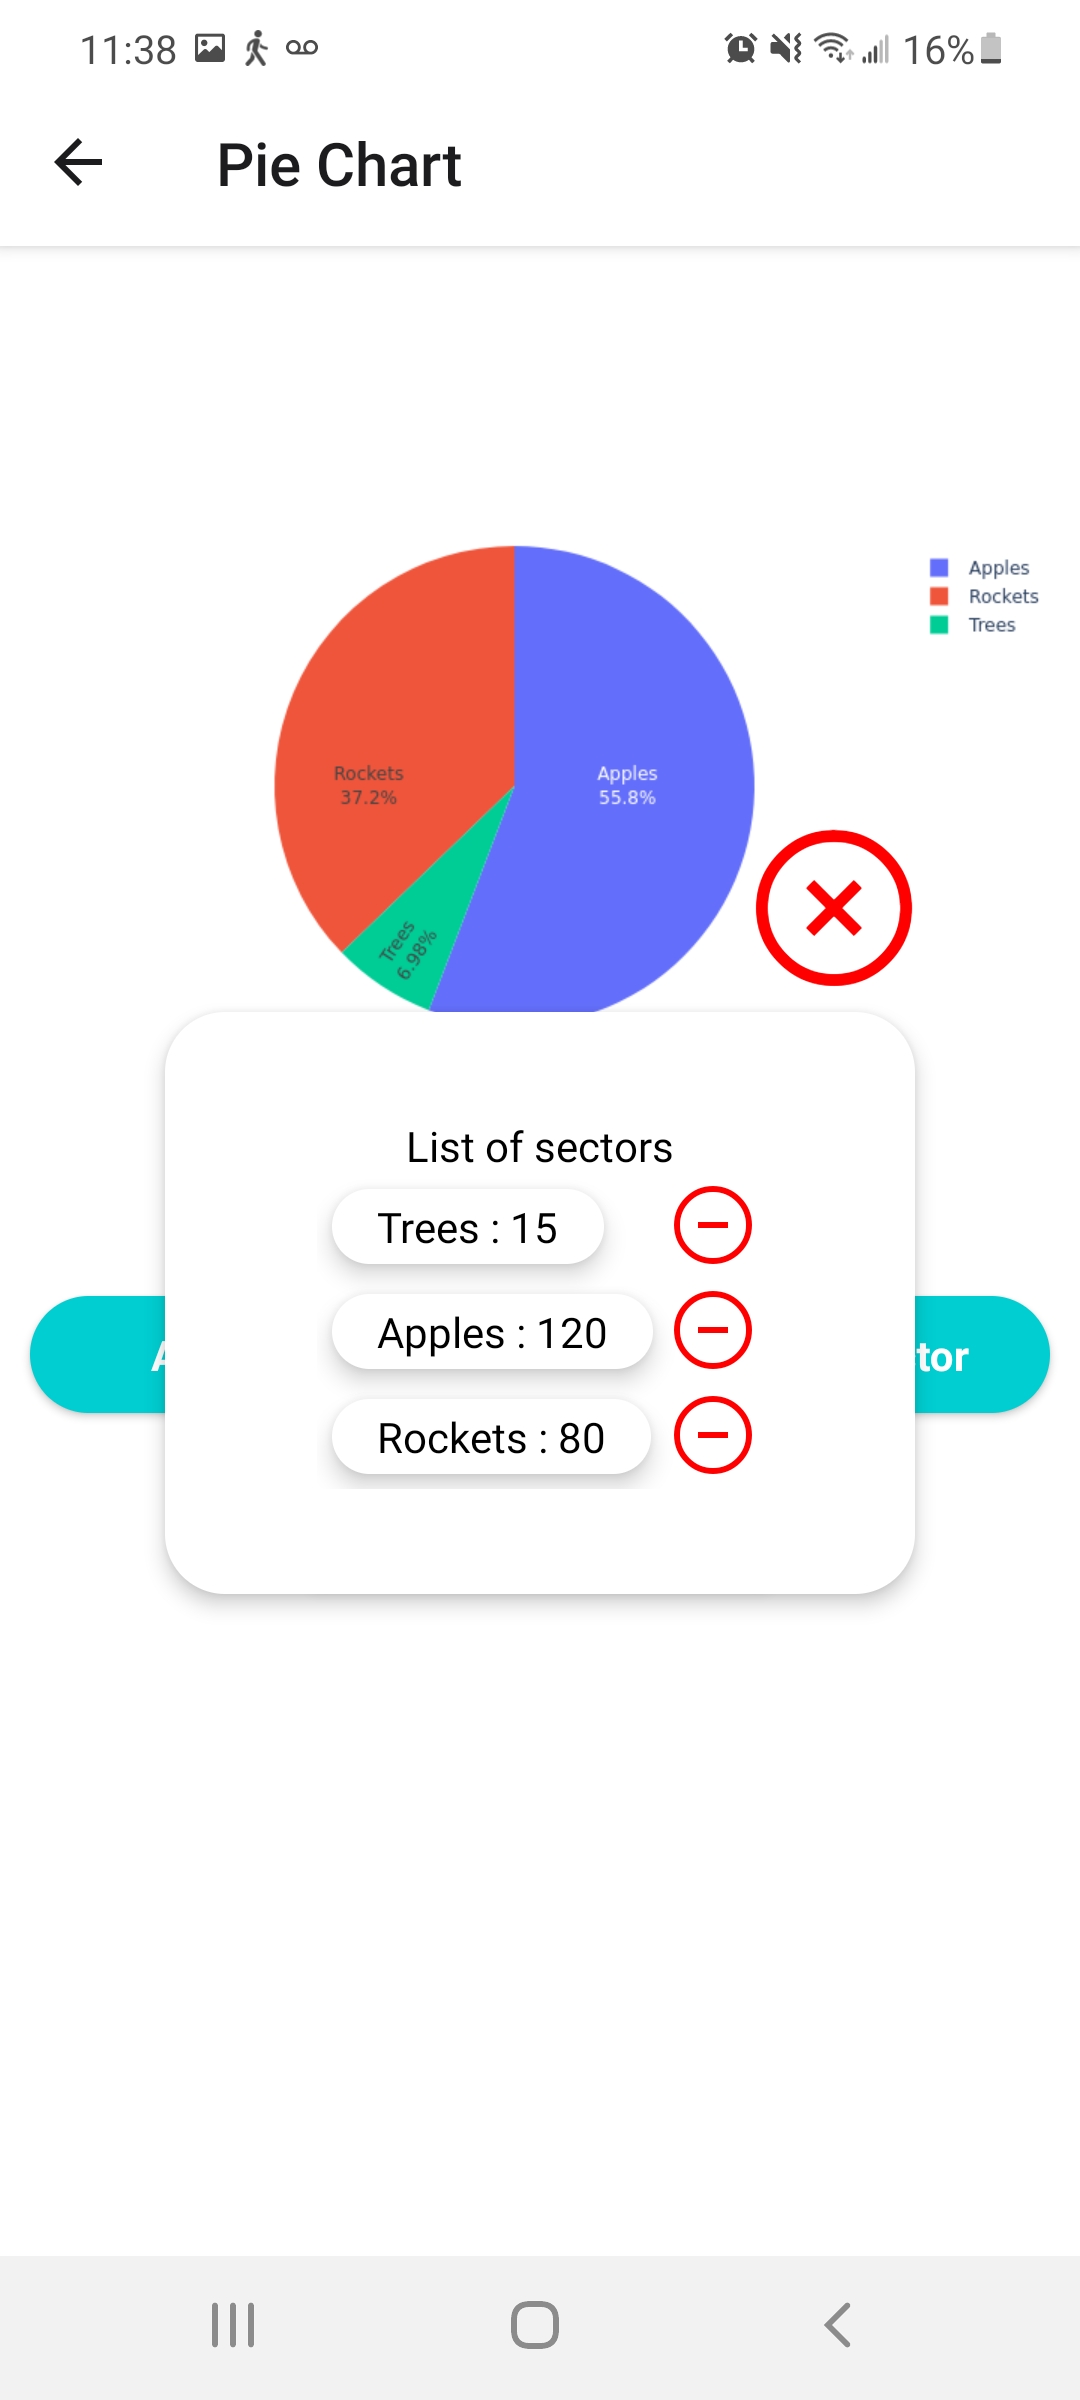 11:38
16%
Pie Chart
Apples
Rockets
Trees
Rockets
37.2%
Apples
55.8%
Trees
6.98%
List of sectors
Trees : 15
Apples : 120
Rockets : 80